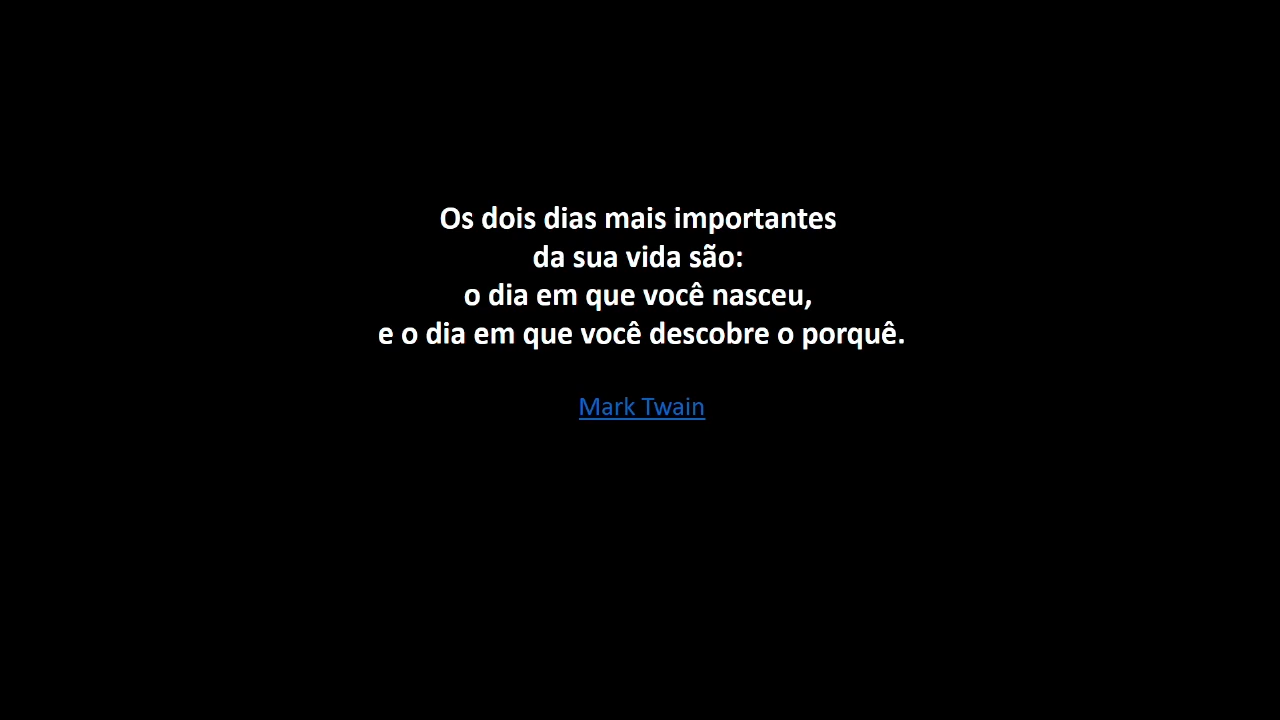 Os dois dias mais importantes
da sua vida são:
o dia em que você nasceu,
e o dia em que você descobre o porquê.
Mark Twain